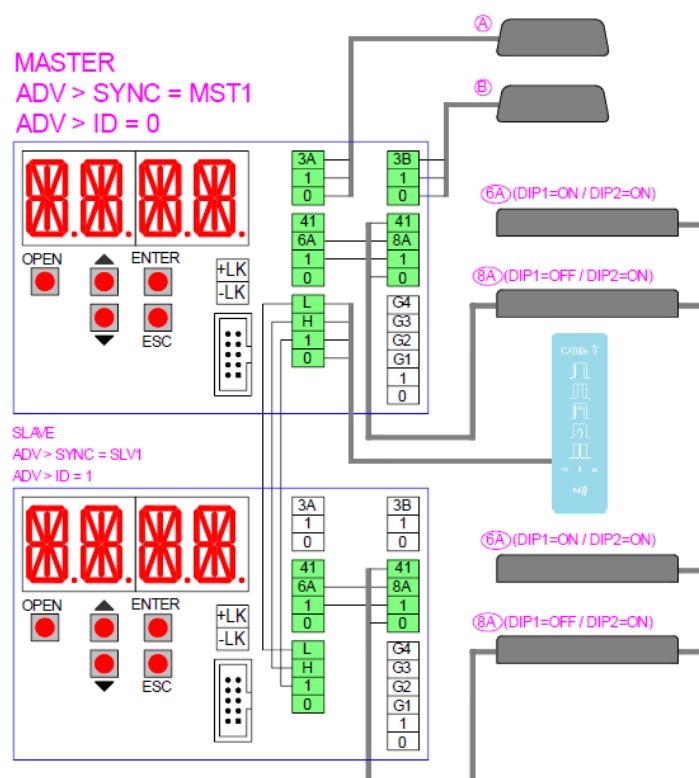 MASTER
ADV > SYNC = MST1
ADV > ID = 0
A
B
6A (DIP1=ON / DIP2=ON)
8A (DIP1=OFF / DIP2=ON)
OPEN
ENTER
ESC
+LK
-LK
3A
1
0
41
6A
1
0
L
H
1
0
3B
1
0
41
8A
1
0
G4
G3
G2
G1
1
0
SLAVE
ADV > SYNC = SLV1
ADV > ID = 1
6A (DIP1=ON / DIP2=ON)
8A (DIP1=OFF / DIP2=ON)
OPEN
ENTER
ESC
+LK
-LK
3A
1
0
41
6A
1
0
L
H
1
0
3B
1
0
41
8A
1
0
G4
G3
G2
G1
1
0